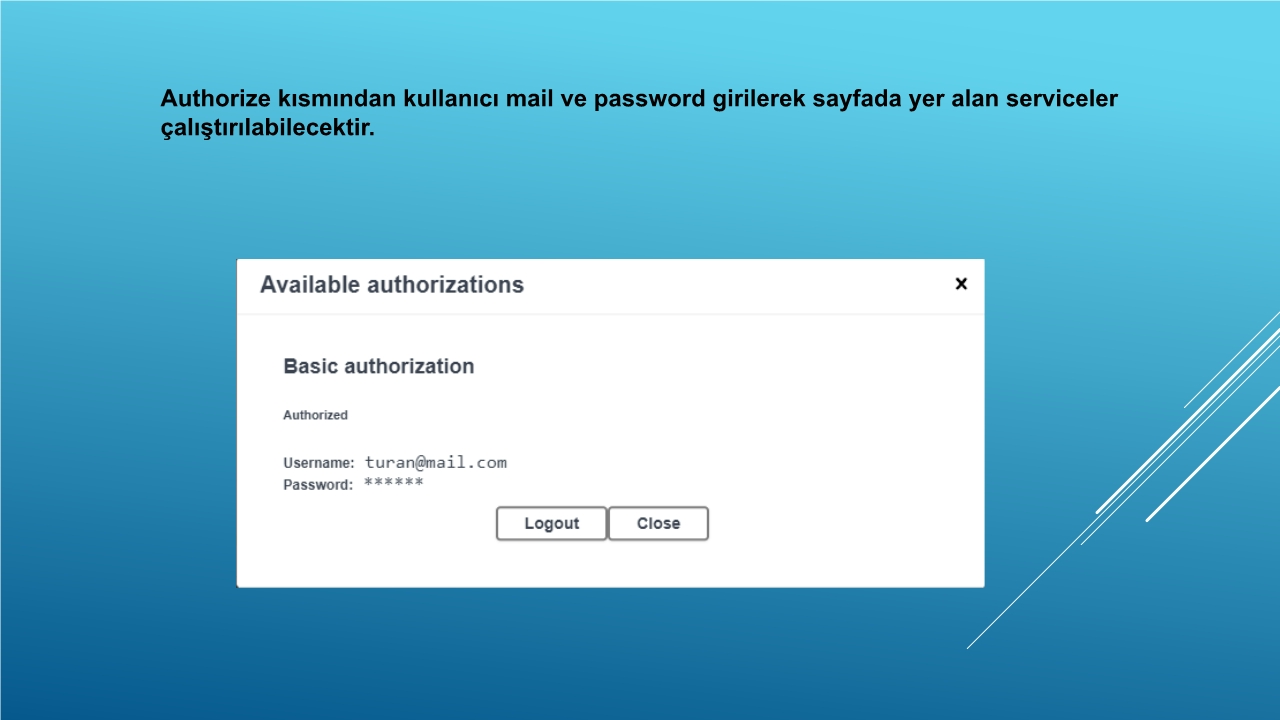 Authorize kısmından kullanıcı mail ve password girilerek sayfada yer alan serviceler
çalıştırılabilecektir.
Available authorizations ×
Basic authorization
Authorized
Username: turan@mail.com
Password: ******
Logout Close